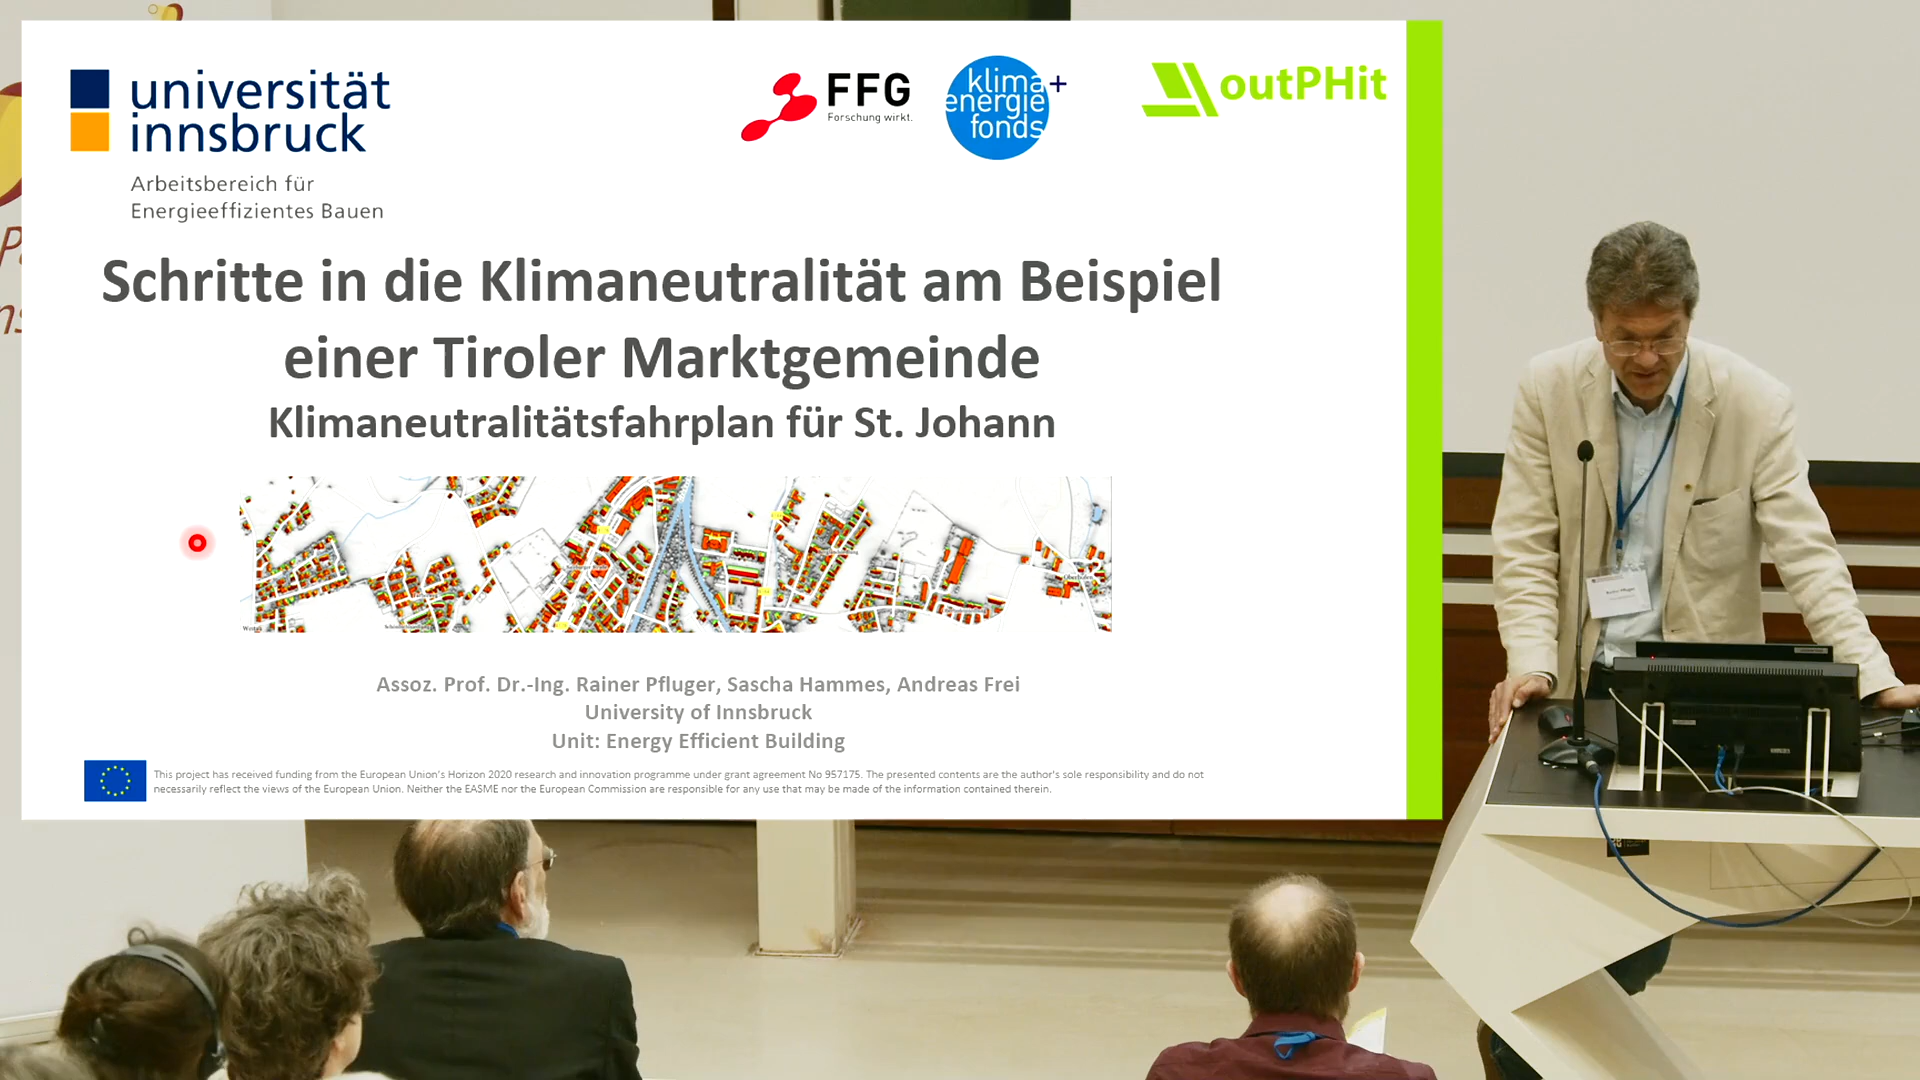 universität
innsbruck
Arbeitsbereich für
Energieeffizientes Bauen
FFG
Forschung wirkt.
klima+
energie
fonds
outPHit
Schritte in die Klimaneutralität am Beispiel
einer Tiroler Marktgemeinde
Klimaneutralitätsfahrplan für St. Johann
Assoz. Prof. Dr.-Ing. Rainer Pfluger, Sascha Hammes, Andreas Frei
University of Innsbruck
Unit: Energy Efficient Building
This project has received funding from the European Union's Horizon 2020 research and innovation programme under grant agreement No 957175. The presented contents are the author's sole responsibility and do not
necessarily reflect the views of the European Union. Neither the EASME nor the European Commission are responsible for any use that may be made of the information contained therein.